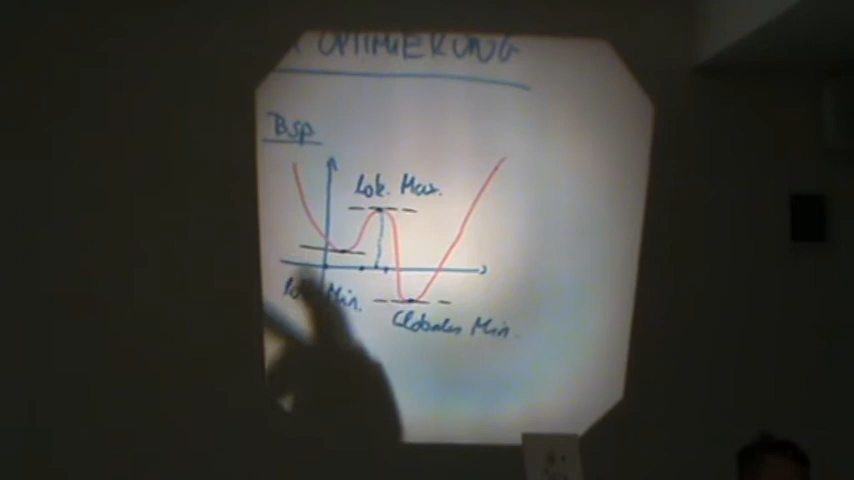 OPTIMIERUNG
Bsp
Lok. Max.
Lok. Min.
Globales Min.